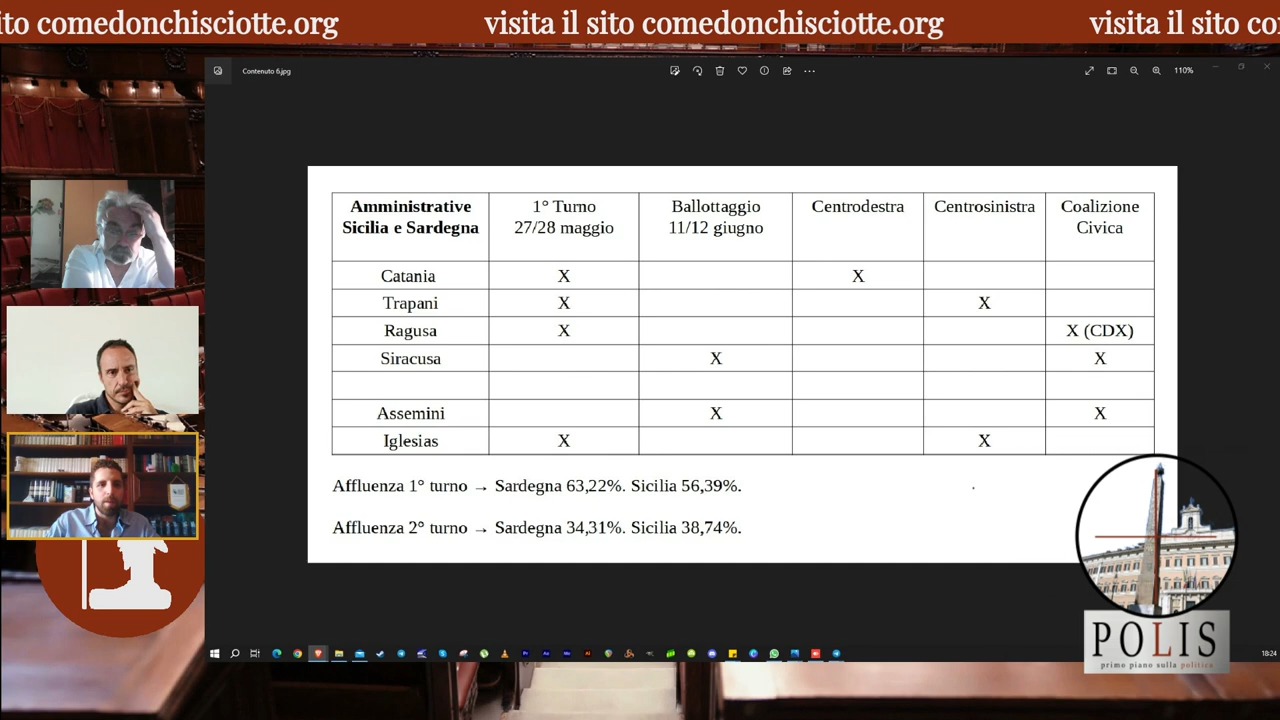 sito comedonchisciotte.org visita il sito comedonchisciotte.org visita il sito co
Contenuto 6.jpg
110%
Amministrative Sicilia e Sardegna 1° Turno 27/28 maggio Ballottaggio 11/12 giugno Centrodestra Centrosinistra Coalizione Civica
Catania X X
Trapani X X
Ragusa X X (CDX)
Siracusa X X
Assemini X X
Iglesias X X
Affluenza 1° turno → Sardegna 63,22%. Sicilia 56,39%.
Affluenza 2° turno → Sardegna 34,31%. Sicilia 38,74%.
POLIS
primo piano sulla politica
18:24